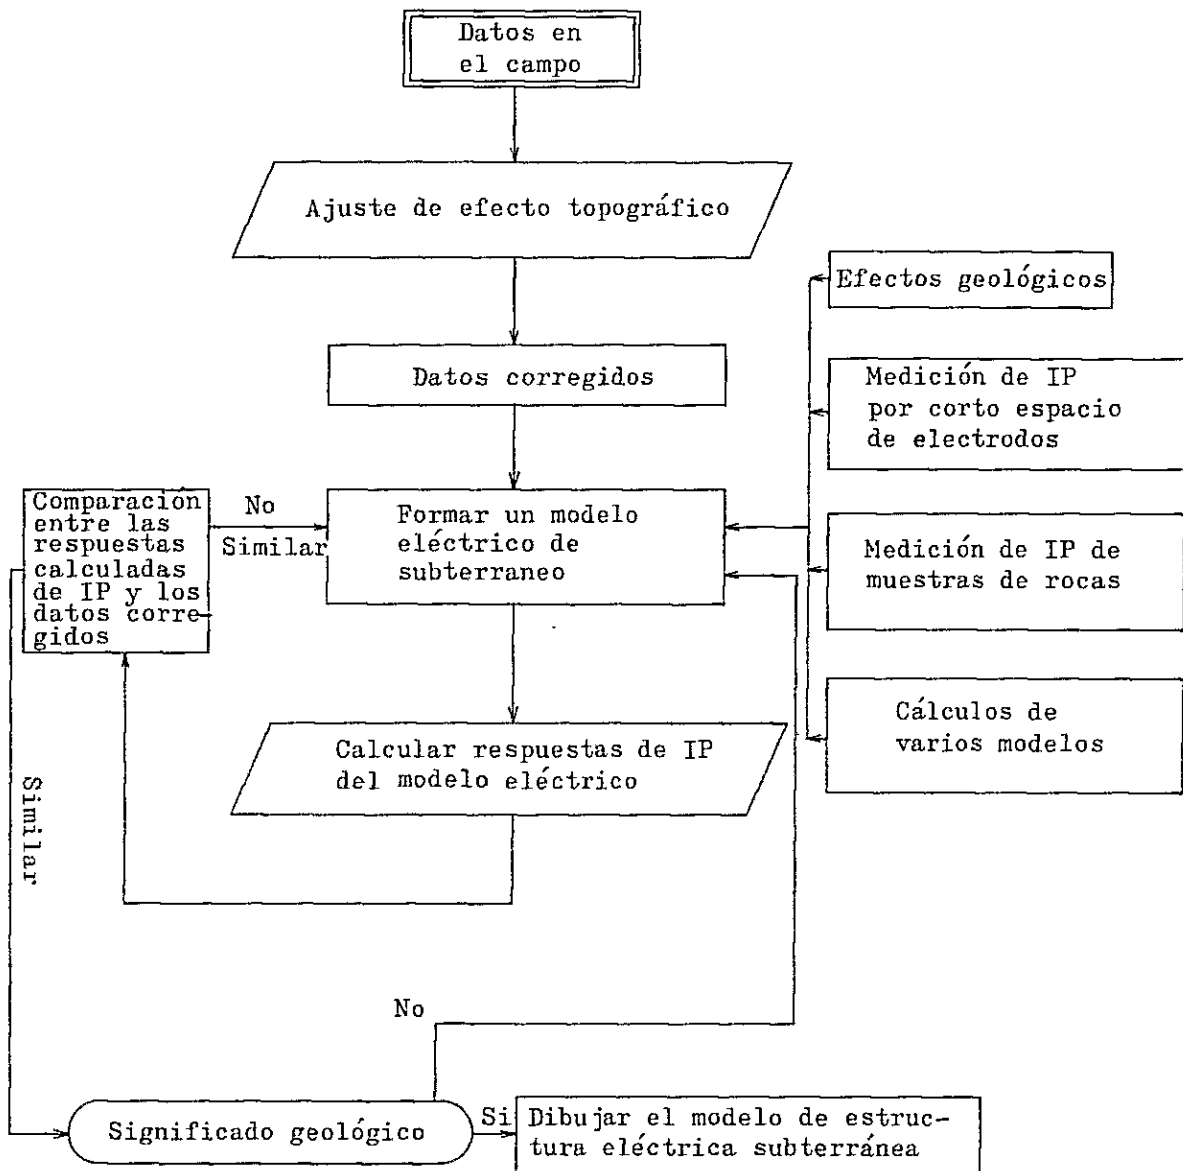 Datos en
el campo
Ajuste de efecto topográfico
Efectos geológicos
Datos corregidos
Medición de IP
por corto espacio
de electrodos
Comparación
entre las
respuestas
calculadas
de IP y los
datos corre-
gidos
No
Similar
Formar un modelo
eléctrico de
subterraneo
Medición de IP de
muestras de rocas
Calcular respuestas de IP
del modelo eléctrico
Cálculos de
varios modelos
Similar
No
Significado geológico
Si
Dibujar el modelo de estruc-
tura eléctrica subterránea